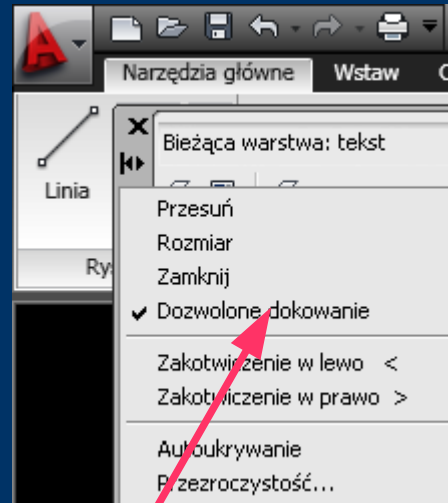 Narzędzia główne Wstaw
Bieżąca warstwa: tekst
Linia
Przesuń
Rozmiar
Zamknij
Dozwolone dokowanie
Zakotwiczenie w lewo <
Zakotwiczenie w prawo >
Autoukrywanie
Przezroczystość...